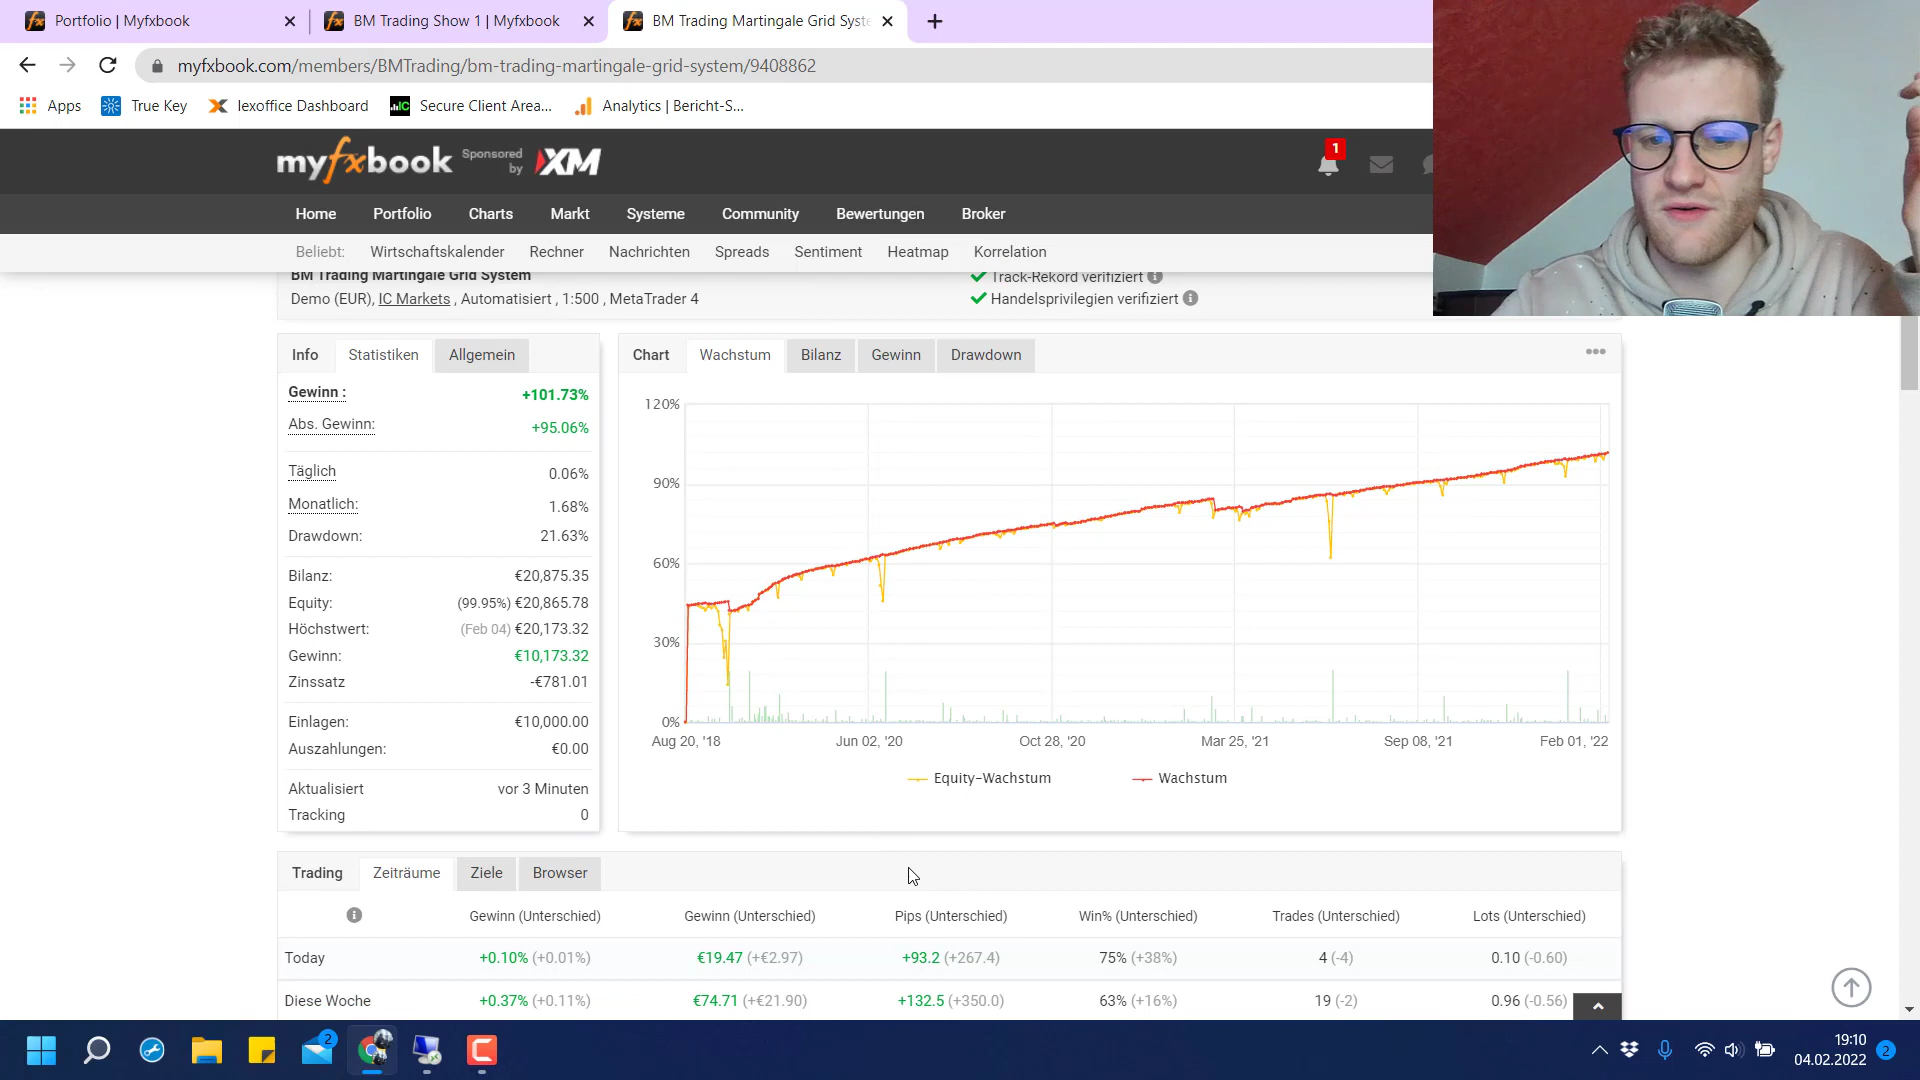 Portfolio | Myfxbook
BM Trading Show 1 | Myfxbook
BM Trading Martingale Grid Syste
myfxbook.com/members/BMTrading/bm-trading-martingale-grid-system/9408862
Apps
True Key
lexoffice Dashboard
Secure Client Area...
Analytics | Bericht-S...
myfxbook
Sponsored by
XM
1
Home
Portfolio
Charts
Markt
Systeme
Community
Bewertungen
Broker
Beliebt:
Wirtschaftskalender
Rechner
Nachrichten
Spreads
Sentiment
Heatmap
Korrelation
BM Trading Martingale Grid System
Demo (EUR), IC Markets , Automatisiert , 1:500 , MetaTrader 4
Track-Rekord verifiziert
Handelsprivilegien verifiziert
Info
Statistiken
Allgemein
Gewinn : +101.73%
Abs. Gewinn: +95.06%
Täglich 0.06%
Monatlich: 1.68%
Drawdown: 21.63%
Bilanz: €20,875.35
Equity: (99.95%) €20,865.78
Höchstwert: (Feb 04) €20,173.32
Gewinn: €10,173.32
Zinssatz -€781.01
Einlagen: €10,000.00
Auszahlungen: €0.00
Aktualisiert vor 3 Minuten
Tracking 0
Chart
Wachstum
Bilanz
Gewinn
Drawdown
120%
90%
60%
30%
0%
Aug 20, '18
Jun 02, '20
Oct 28, '20
Mar 25, '21
Sep 08, '21
Feb 01, '22
Equity-Wachstum
Wachstum
Trading
Zeiträume
Ziele
Browser
Gewinn (Unterschied) Gewinn (Unterschied) Pips (Unterschied) Win% (Unterschied) Trades (Unterschied) Lots (Unterschied)
Today +0.10% (+0.01%) €19.47 (+€2.97) +93.2 (+267.4) 75% (+38%) 4 (-4) 0.10 (-0.60)
Diese Woche +0.37% (+0.11%) €74.71 (+€21.90) +132.5 (+350.0) 63% (+16%) 19 (-2) 0.96 (-0.56)
2
19:10
04.02.2022
2